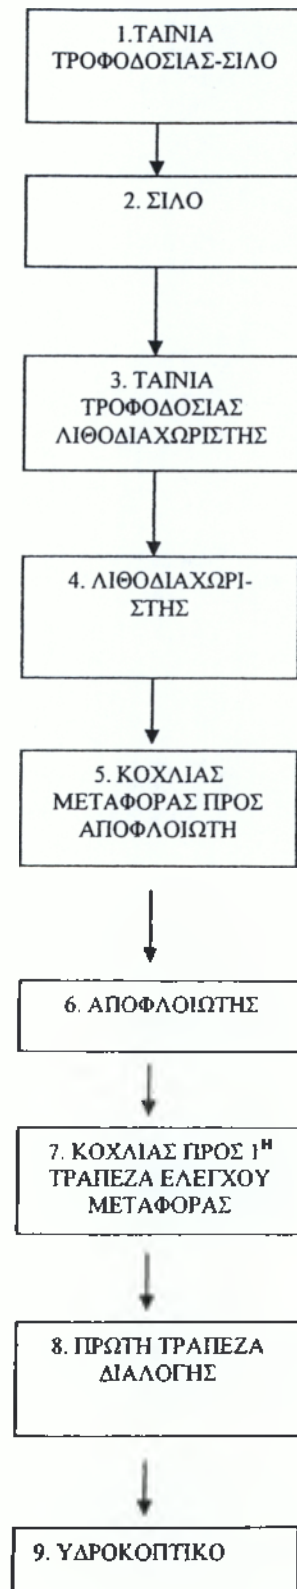 1.ΤΑΙΝΙΑ
ΤΡΟΦΟΔΟΣΙΑΣ-ΣΙΛΟ
2. ΣΙΛΟ
3. ΤΑΙΝΙΑ
ΤΡΟΦΟΔΟΣΙΑΣ
ΛΙΘΟΔΙΑΧΩΡΙΣΤΗΣ
4. ΛΙΘΟΔΙΑΧΩΡΙ-
ΣΤΗΣ
5. ΚΟΧΛΙΑΣ
ΜΕΤΑΦΟΡΑΣ ΠΡΟΣ
ΑΠΟΦΛΟΙΩΤΗ
6. ΑΠΟΦΛΟΙΩΤΗΣ
7. ΚΟΧΛΙΑΣ ΠΡΟΣ 1Η
ΤΡΑΠΕΖΑ ΕΛΕΓΧΟΥ
ΜΕΤΑΦΟΡΑΣ
8. ΠΡΩΤΗ ΤΡΑΠΕΖΑ
ΔΙΑΛΟΓΗΣ
9. ΥΔΡΟΚΟΠΤΙΚΟ